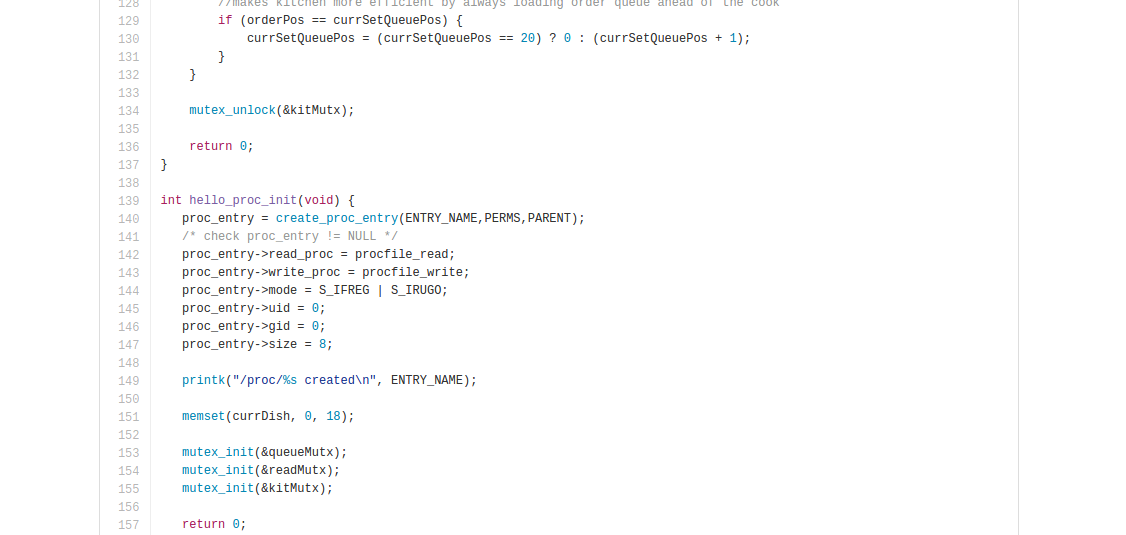 128 //makes kitchen more efficient by always loading order queue ahead of the cook
129 if (orderPos == currSetQueuePos) {
130 currSetQueuePos = (currSetQueuePos == 20) ? 0 : (currSetQueuePos + 1);
131 }
132 }
133
134 mutex_unlock(&kitMutx);
135
136 return 0;
137 }
138
139 int hello_proc_init(void) {
140 proc_entry = create_proc_entry(ENTRY_NAME,PERMS,PARENT);
141 /* check proc_entry != NULL */
142 proc_entry->read_proc = procfile_read;
143 proc_entry->write_proc = procfile_write;
144 proc_entry->mode = S_IFREG | S_IRUGO;
145 proc_entry->uid = 0;
146 proc_entry->gid = 0;
147 proc_entry->size = 8;
148
149 printk("/proc/%s created\n", ENTRY_NAME);
150
151 memset(currDish, 0, 18);
152
153 mutex_init(&queueMutx);
154 mutex_init(&readMutx);
155 mutex_init(&kitMutx);
156
157 return 0;